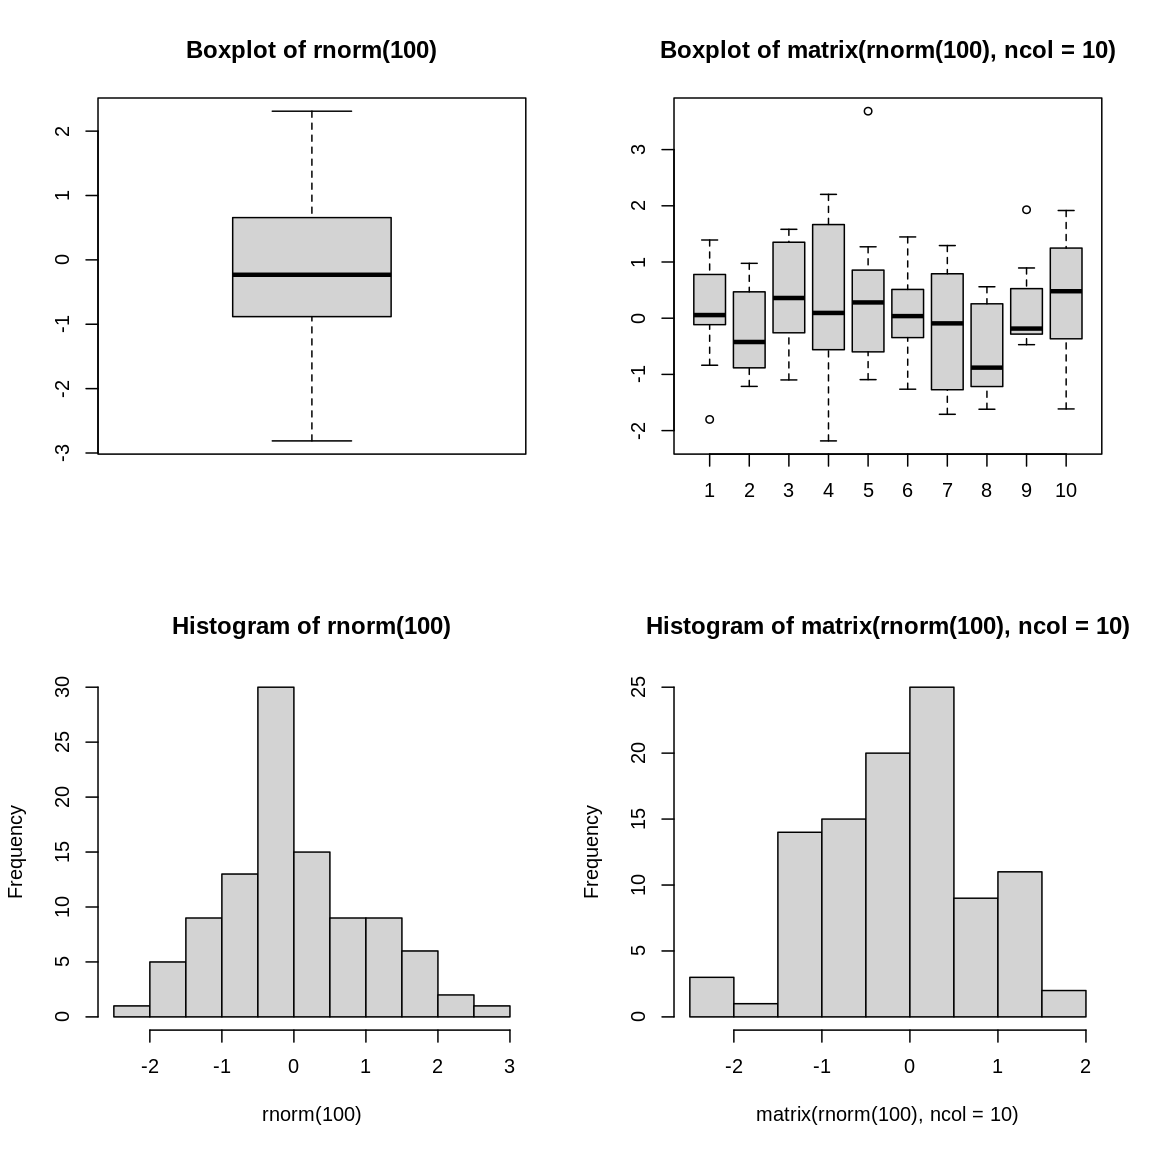 Boxplot of rnorm(100)
2
1
0
-1
-2
-3
Boxplot of matrix(rnorm(100), ncol = 10)
3
2
1
0
-1
-2
1 2 3 4 5 6 7 8 9 10
Histogram of rnorm(100)
Frequency
30
25
20
15
10
5
0
-2 -1 0 1 2 3
rnorm(100)
Histogram of matrix(rnorm(100), ncol = 10)
Frequency
25
20
15
10
5
0
-2 -1 0 1 2
matrix(rnorm(100), ncol = 10)